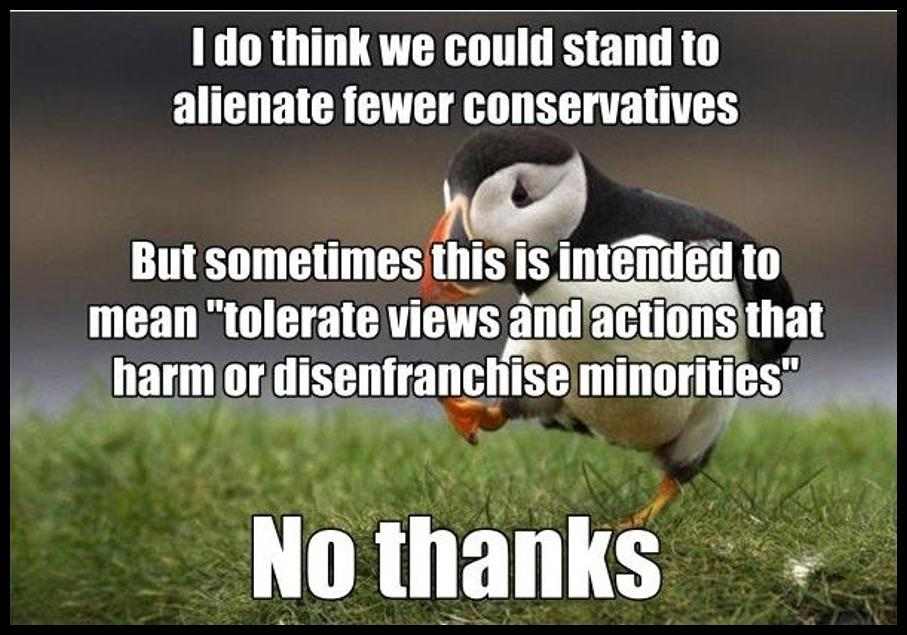 I do think we could stand to
alienate fewer conservatives
But sometimes this is intended to
mean "tolerate views and actions that
harm or disenfranchise minorities"
No thanks